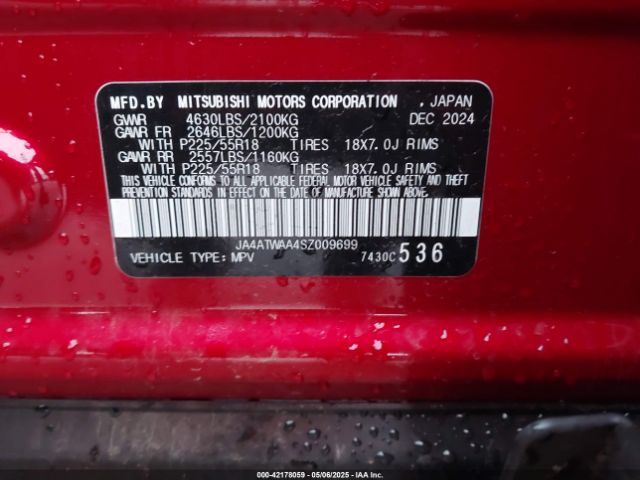 MFD.BY MITSUBISHI MOTORS CORPORATION , JAPAN
GVWR 4630LBS/2100KG DEC 2024
GAWR FR 2646LBS/1200KG
WITH P225/55R18 TIRES 18X7.0J RIMS
GAWR RR 2557LBS/1160KG
WITH P225/55R18 TIRES 18X7.0J RIMS
THIS VEHICLE CONFORMS TO ALL APPLICABLE FEDERAL MOTOR VEHICLE SAFETY AND THEFT
PREVENTION STANDARDS IN EFFECT ON THE DATE OF MANUFACTURE SHOWN ABOVE.
JA4ATWAA4SZ009699
VEHICLE TYPE:MPV 7430C 536
000-42178059 - 05/06/2025 - IAAI Inc.